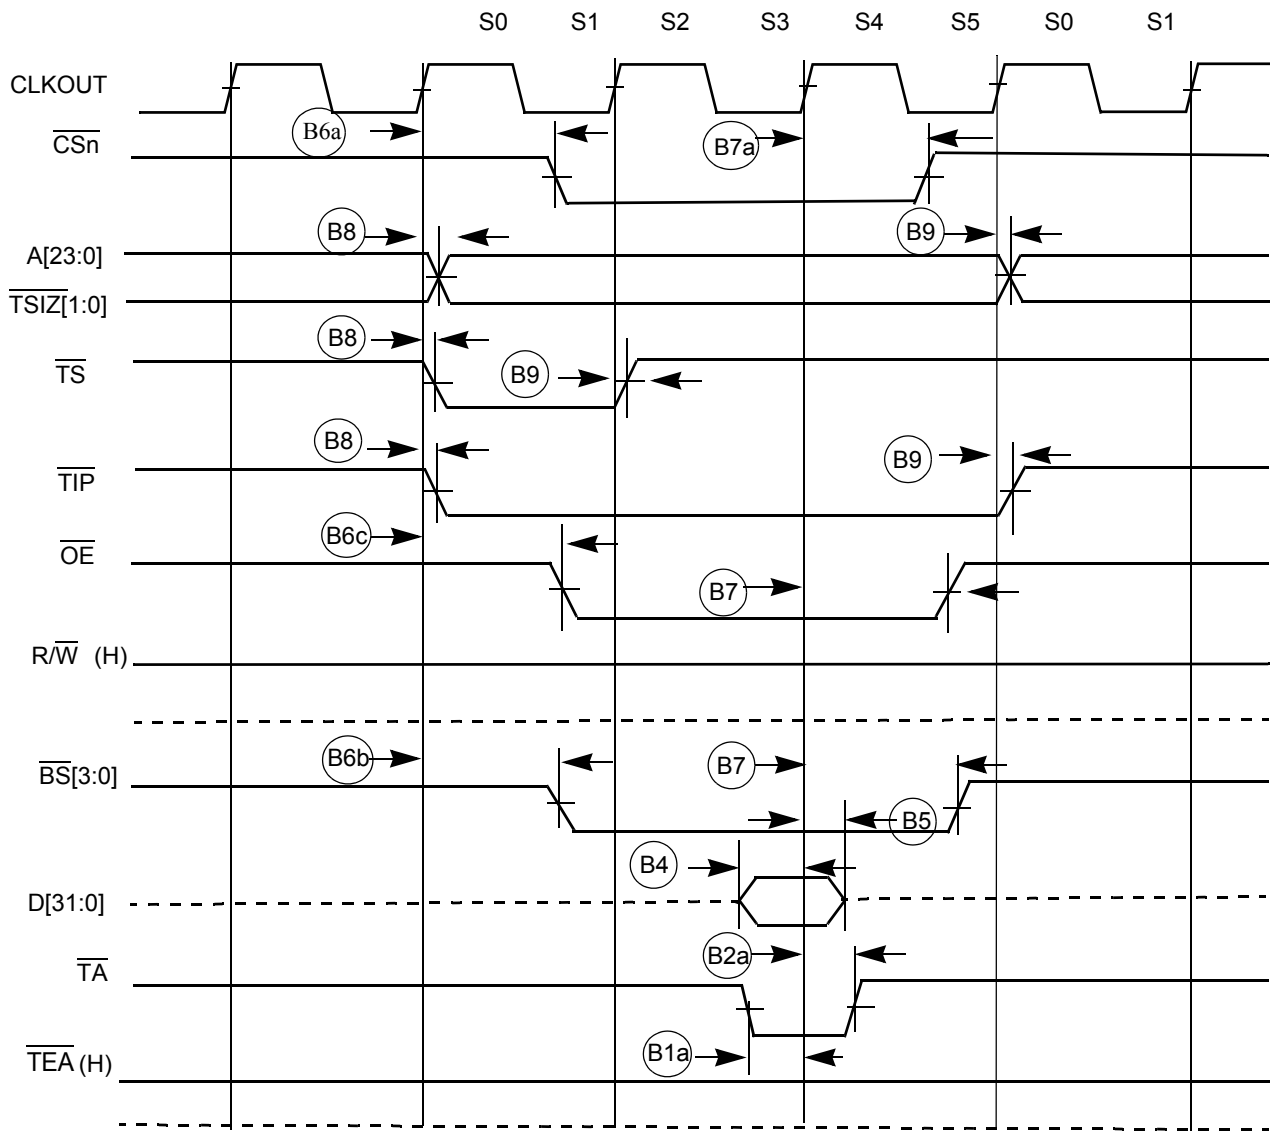 S0 S1 S2 S3 S4 S5 S0 S1
CLKOUT
B6a B7a
CSn
B8 B9
A[23:0]
TSIZ[1:0]
B8
TS B9
B8 B9
TIP
B6c
OE
B7
R/W (H)
B6b B7
BS[3:0]
B5
B4
D[31:0]
B2a
TA
B1a
TEA (H)